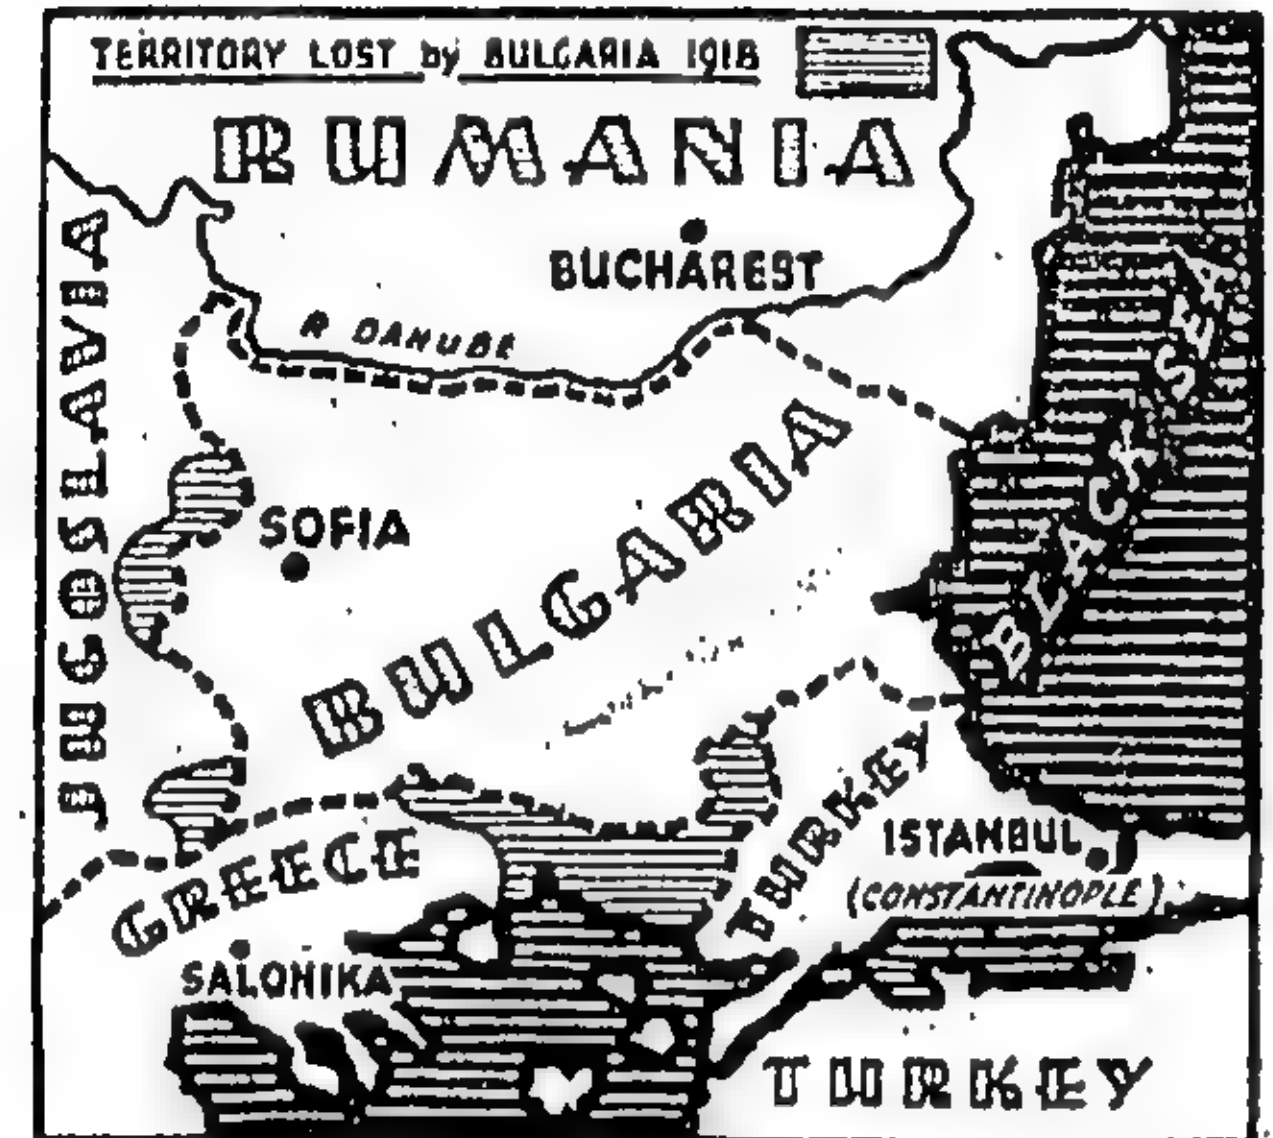 TERRITORY LOST by BULGARIA 1918
RUMANIA
BUCHAREST
R DANUBE
JUGOSLAVIA
BLACK SEA
SOFIA
BULGARIA
TURKEY
ISTANBUL
(CONSTANTINOPLE)
GREECE
SALONIKA
TURKEY